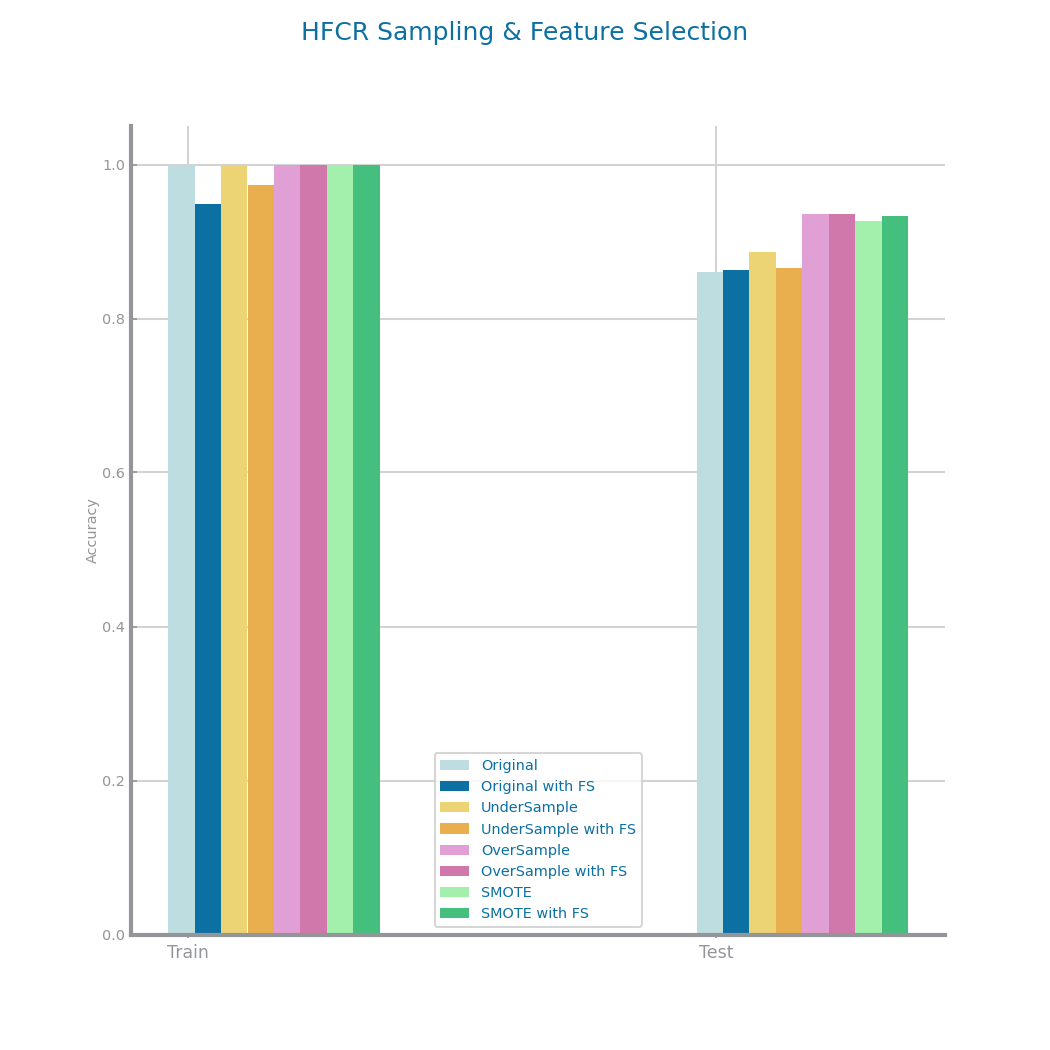 HFCR Sampling & Feature Selection
1.0
0.8
0.6
0.4
0.2
0.0
Accuracy
Original
Original with FS
UnderSample
UnderSample with FS
OverSample
OverSample with FS
SMOTE
SMOTE with FS
Train
Test